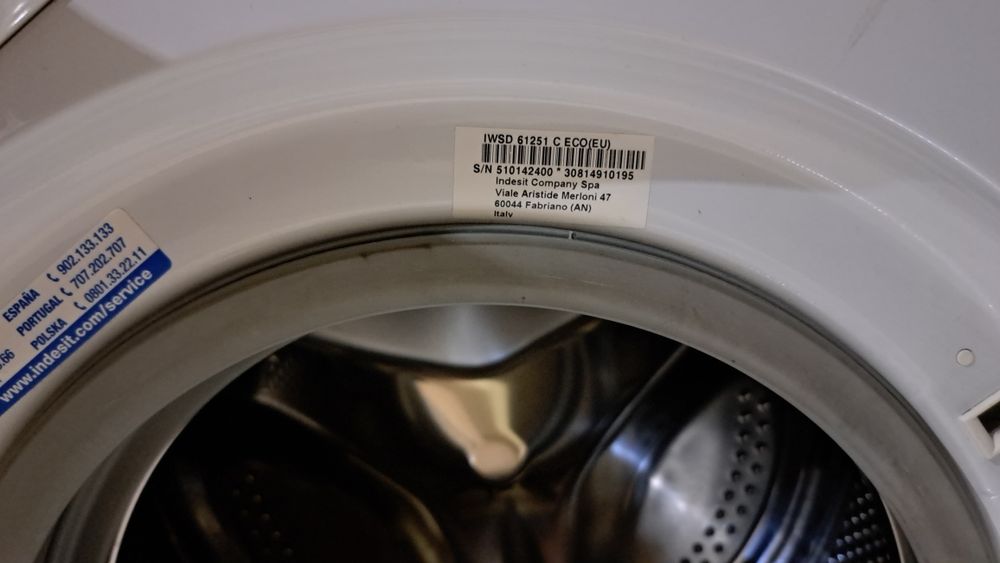 IWSD 61251 C ECO(EU)
S/N 510142400 * 30814910195
Indesit Company Spa
Viale Aristide Merloni 47
60044 Fabriano (AN)
Italy
ESPAÑA 902.133.133
PORTUGAL 707.202.707
POLSKA 0801.33.22.11
www.indesit.com/service